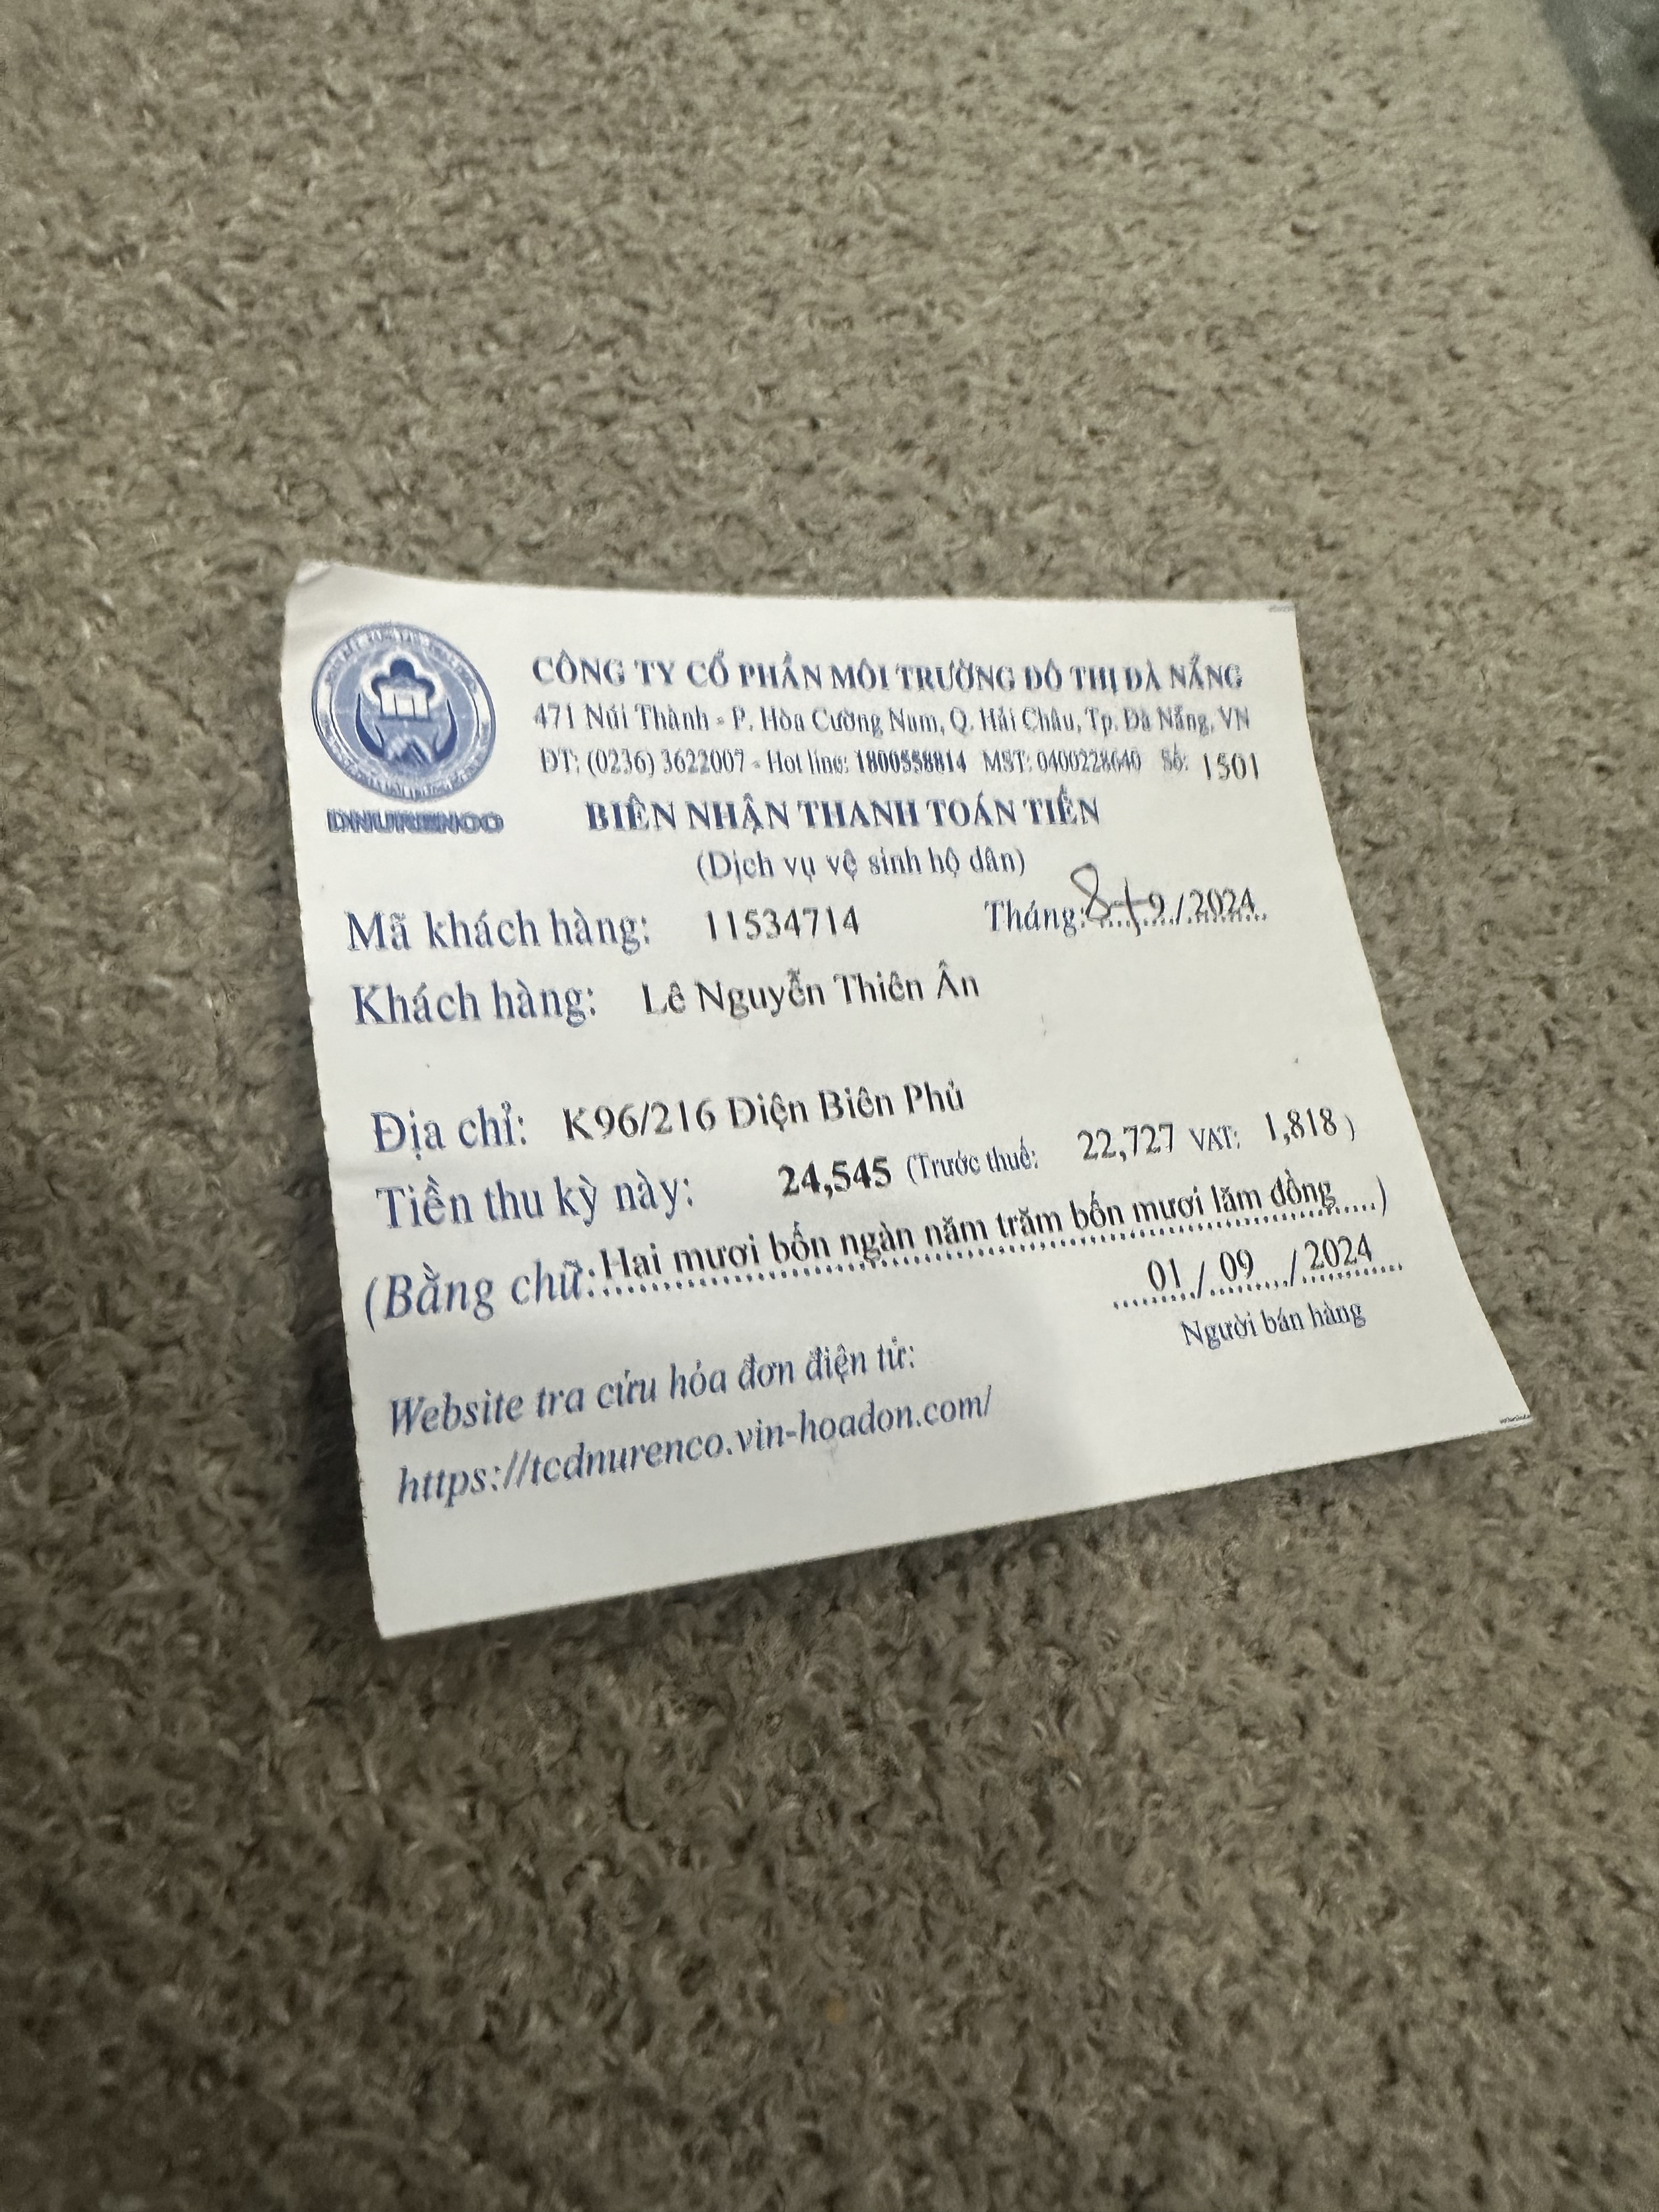 CÔNG TY CỔ PHẦN MÔI TRƯỜNG ĐÔ THỊ ĐÀ NẴNG
471 Núi Thành - P. Hòa Cường Nam, Q. Hải Châu, Tp. Đà Nẵng, VN
ĐT: (0236) 3622007 - Hot line: 1800558814 MST: 0400228640 Số: 1501
DNURENCO
BIÊN NHẬN THANH TOÁN TIỀN
(Dịch vụ vệ sinh hộ dân)
Mã khách hàng: 11534714 Tháng: 8+9/2024
Khách hàng: Lê Nguyễn Thiên Ân
Địa chỉ: K96/216 Điện Biên Phủ
Tiền thu kỳ này: 24,545 (Trước thuế: 22,727 VAT: 1,818)
(Bằng chữ: Hai mươi bốn ngàn năm trăm bốn mươi lăm đồng)
01 / 09 / 2024
Người bán hàng
Website tra cứu hóa đơn điện tử:
https://tcdnurenco.vin-hoadon.com/